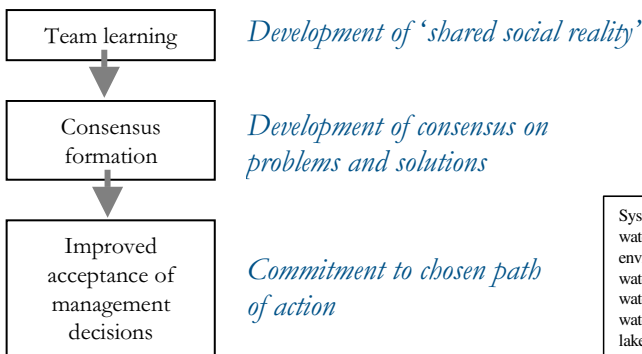 Team learning
Development of ‘shared social reality’
Consensus
formation
Development of consensus on
problems and solutions
Improved
acceptance of
management
decisions
Commitment to chosen path
of action
lake